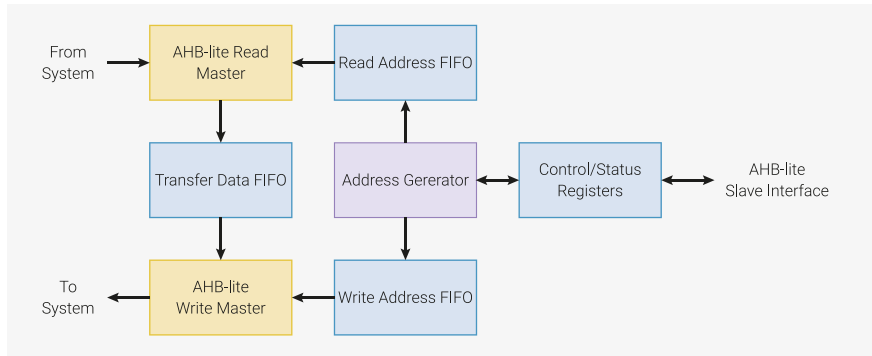 From
System
AHB-lite Read
Master
Read Address FIFO
Transfer Data FIFO
Address Gererator
Control/Status
Registers
AHB-lite
Slave Interface
To
System
AHB-lite
Write Master
Write Address FIFO